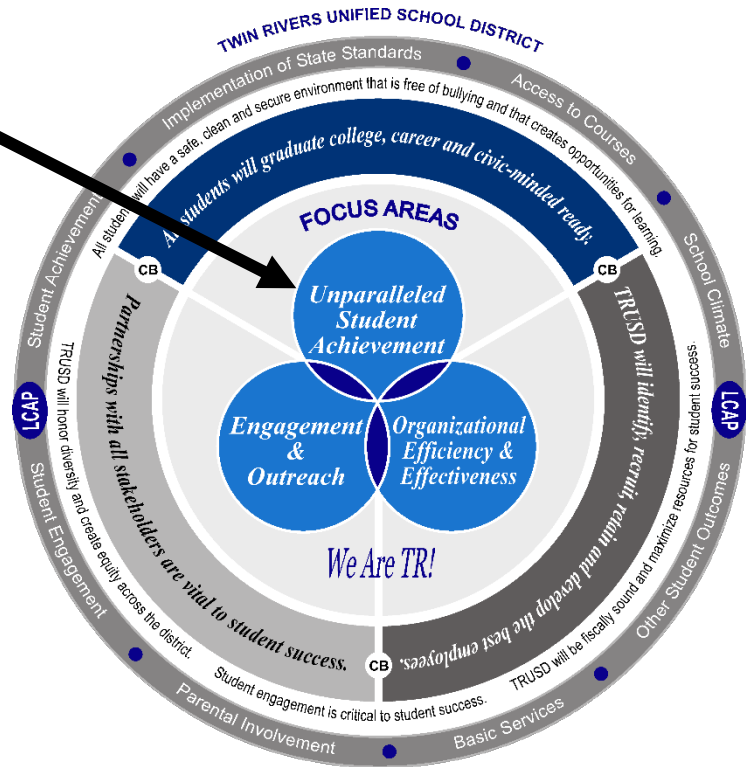 TWIN RIVERS UNIFIED SCHOOL DISTRICT
Implementation of State Standards
Access to Courses
School Climate
LCAP
Other Student Outcomes
Basic Services
Parental Involvement
Student Engagement
LCAP
Student Achievement
All students will have a safe, clean and secure environment that is free of bullying and that creates opportunities for learning.
TRUSD will be fiscally sound and maximize resources for student success.
Student engagement is critical to student success.
TRUSD will honor diversity and create equity across the district.
All students will graduate college, career and civic-minded ready.
CB
TRUSD will identify, recruit, retain and develop the best employees.
CB
Partnerships with all stakeholders are vital to student success.
CB
FOCUS AREAS
Unparalleled
Student
Achievement
Engagement
&
Outreach
Organizational
Efficiency &
Effectiveness
We Are TR!